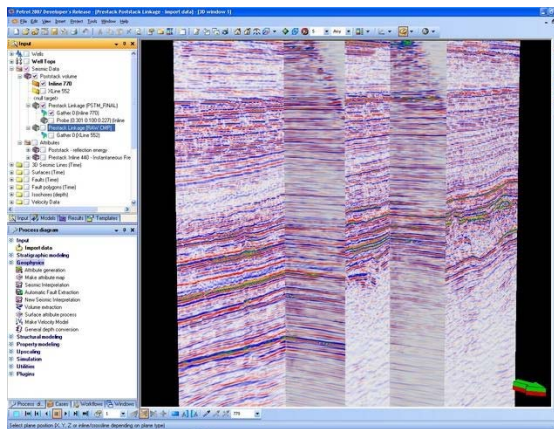 Petrel 2007 Developer's Release - [Prestack Poststack Linkage - Import data) - [3D window 1]
File Edit View Insert Project Tools Window Help
Input
Wells
Well Tops
Seismic Data
Poststack volume
Inline 770
XLine 552
Prestack Linkage (PSTM_FINAL)
Gather 0 (Inline 770)
Prestack Linkage (RAW CMP)
Gather 0 (XLine 552)
Attributes
Poststack - reflection energy
Prestack Inline 440 - Instantaneous Fre
3D Seismic Lines (Time)
Surfaces (Time)
Faults (Time)
Fault polygons (Time)
Isochores (depth)
Velocity Data
Input Models Results Templates
Process diagram
Input
Import data
Stratigraphic modeling
Geophysics
Attribute generation
Make attribute map
Seismic Interpretation
Automatic Fault Extraction
New Seismic Interpretation
Volume extraction
Surface attribute process
Make Velocity Model
General depth conversion
Structural modeling
Property modeling
Upscaling
Simulation
Utilities
Plugins
Process di.. Cases Workflows Windows
Select plane position (X, Y, Z or inline/crossline depending on plane type)